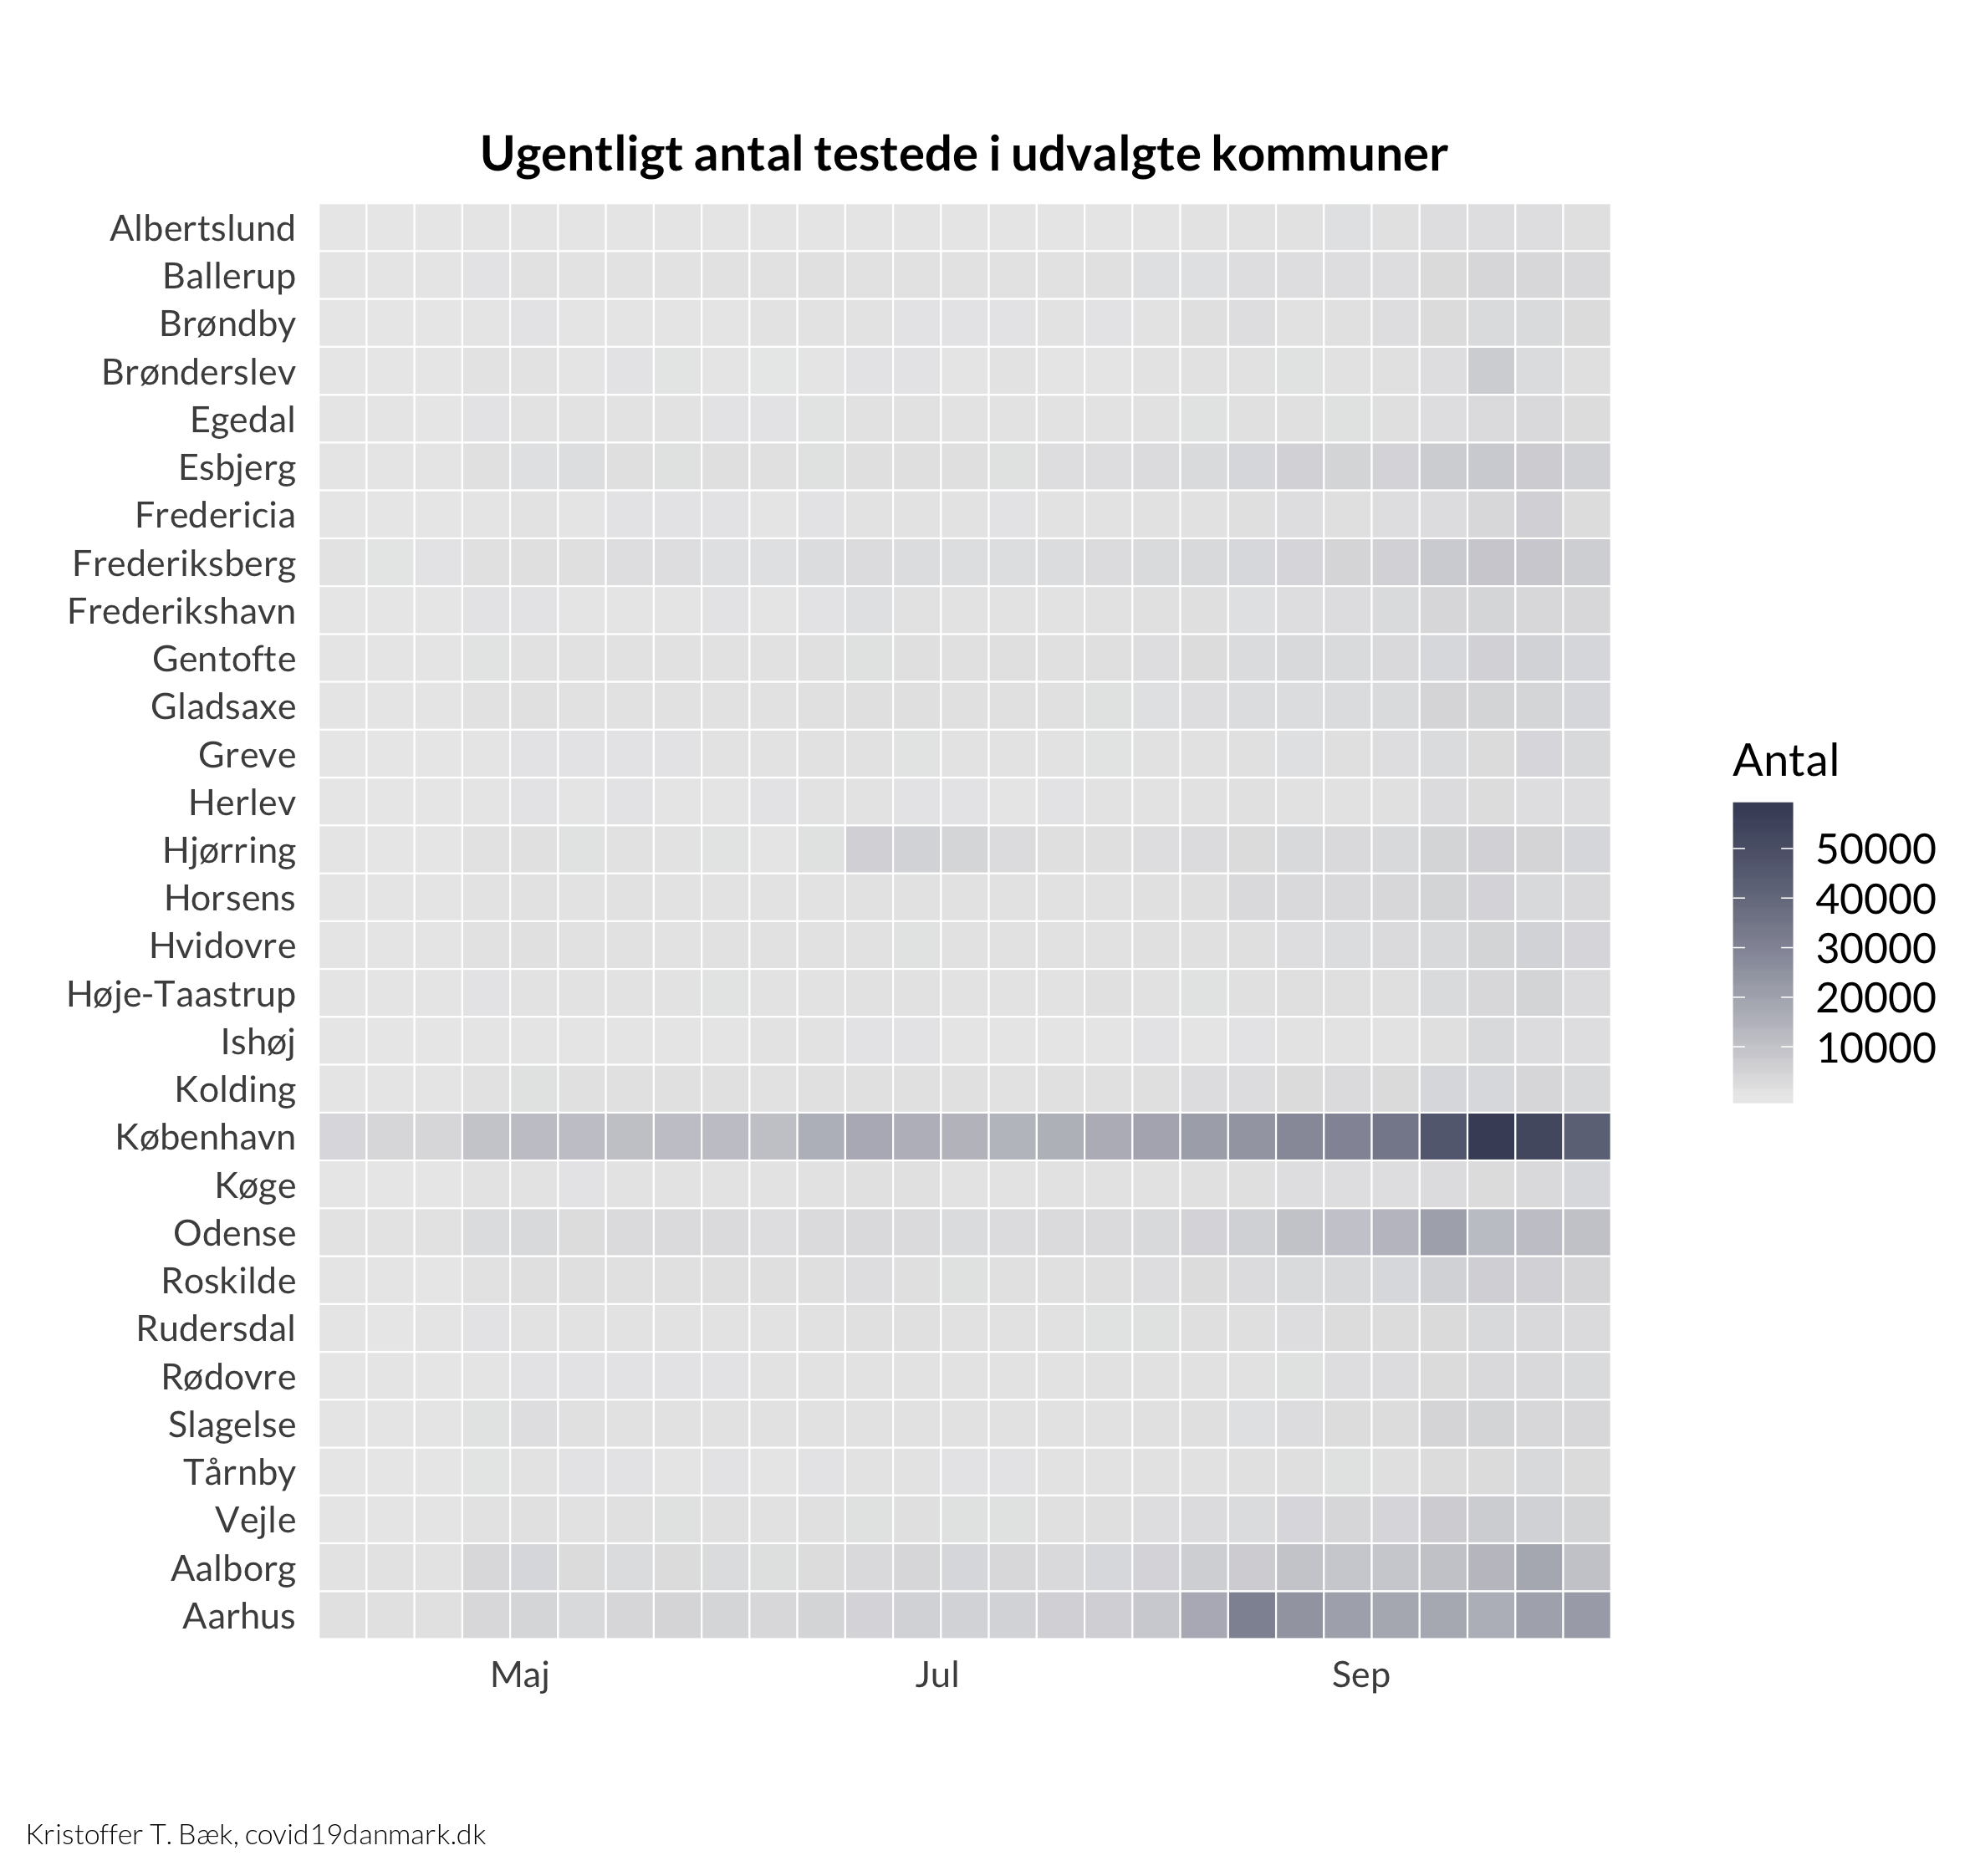 Ugentligt antal testede i udvalgte kommuner
Albertslund
Ballerup
Brøndby
Brønderslev
Egedal
Esbjerg
Fredericia
Frederiksberg
Frederikshavn
Gentofte
Gladsaxe
Greve
Herlev
Hjørring
Horsens
Hvidovre
Høje-Taastrup
Ishøj
Kolding
København
Køge
Odense
Roskilde
Rudersdal
Rødovre
Slagelse
Tårnby
Vejle
Aalborg
Aarhus
Maj Jul Sep
Antal
50000
40000
30000
20000
10000
Kristoffer T. Bæk, covid19danmark.dk